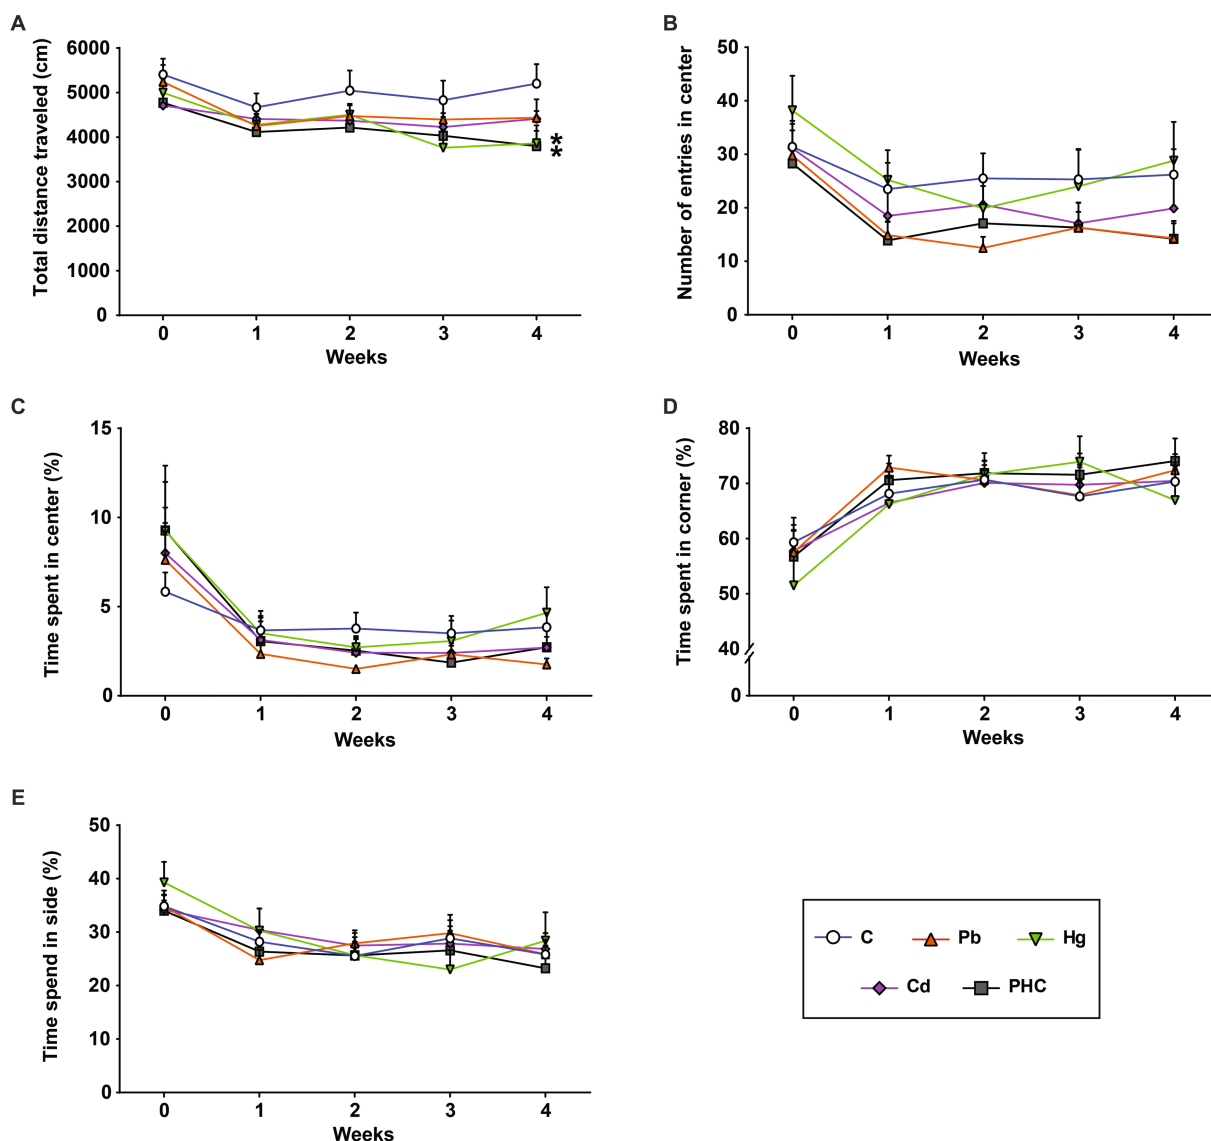 A
Total distance traveled (cm)
6000
5000
4000
3000
2000
1000
0
*
*
0 1 2 3 4
Weeks
B
Number of entries in center
50
40
30
20
10
0
0 1 2 3 4
Weeks
C
Time spent in center (%)
15
10
5
0
0 1 2 3 4
Weeks
D
Time spent in corner (%)
80
70
60
50
40
0
0 1 2 3 4
Weeks
E
Time spend in side (%)
50
40
30
20
10
0
0 1 2 3 4
Weeks
C Pb Hg
Cd PHC